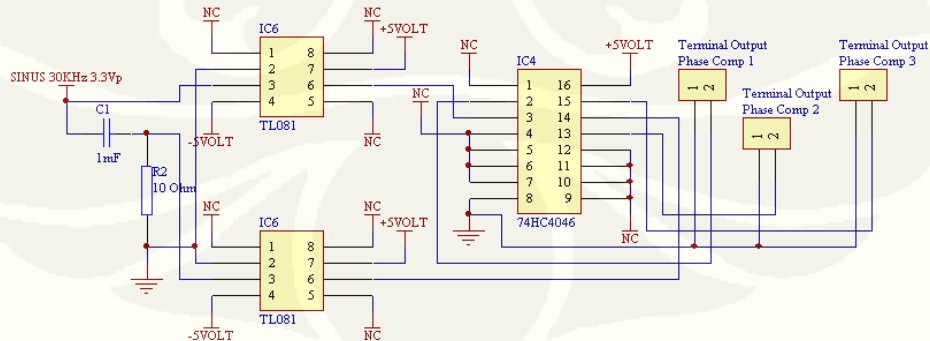 SINUS 30KHz 3.3Vp
C1
1mF
R2
10 Ohm
NC
IC6
NC
+5VOLT
1 8
2 7
3 6
4 5
-5VOLT
TL081
NC
NC
IC6
NC
+5VOLT
1 8
2 7
3 6
4 5
-5VOLT
TL081
NC
NC
NC
IC4
+5VOLT
1 16
2 15
3 14
4 13
5 12
6 11
7 10
8 9
74HC4046
NC
Terminal Output
Phase Comp 1
1 2
Terminal Output
Phase Comp 2
1 2
Terminal Output
Phase Comp 3
1 2